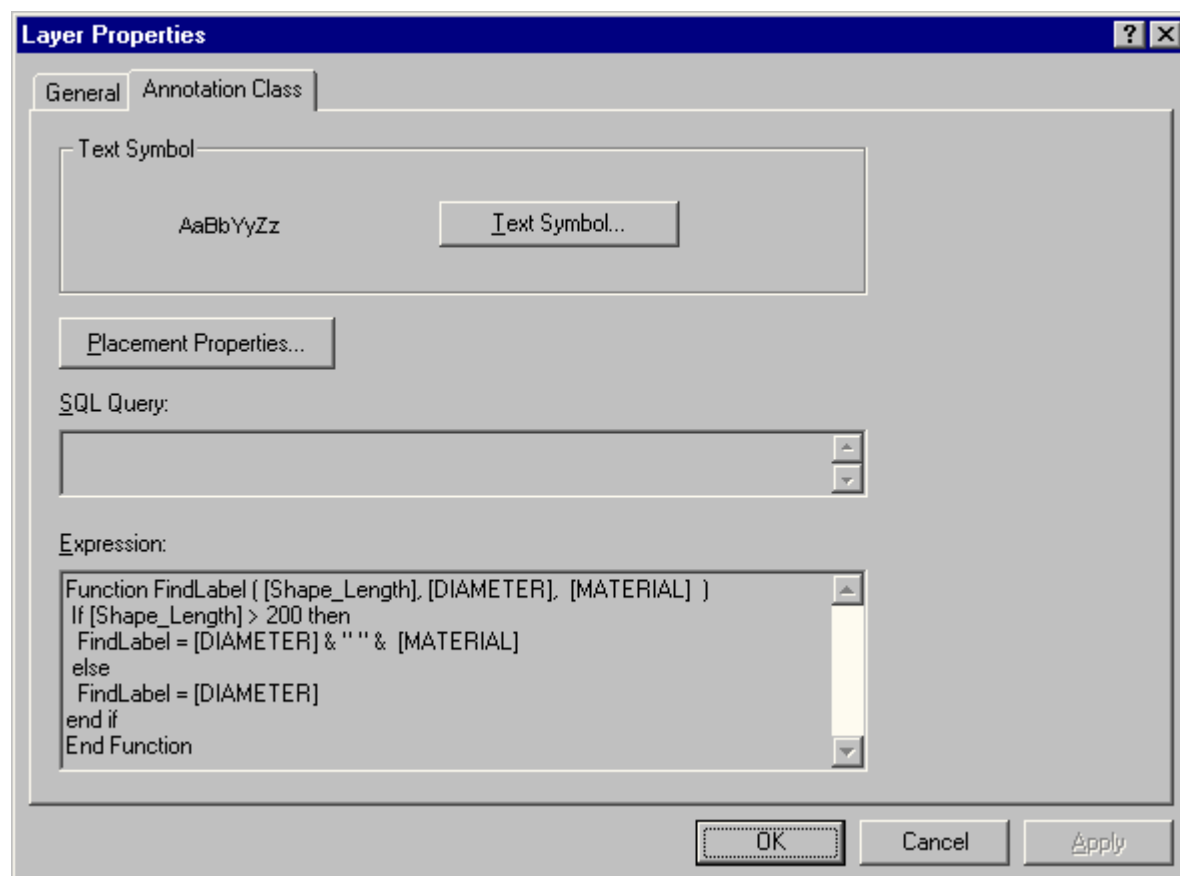 Layer Properties
General Annotation Class
Text Symbol
AaBbYyZz Text Symbol...
Placement Properties...
SQL Query:
Expression:
Function FindLabel ( [Shape_Length], [DIAMETER],  [MATERIAL]  )
If [Shape_Length] > 200 then
FindLabel = [DIAMETER] & " " &  [MATERIAL]
else
FindLabel = [DIAMETER]
end if
End Function
OK Cancel Apply